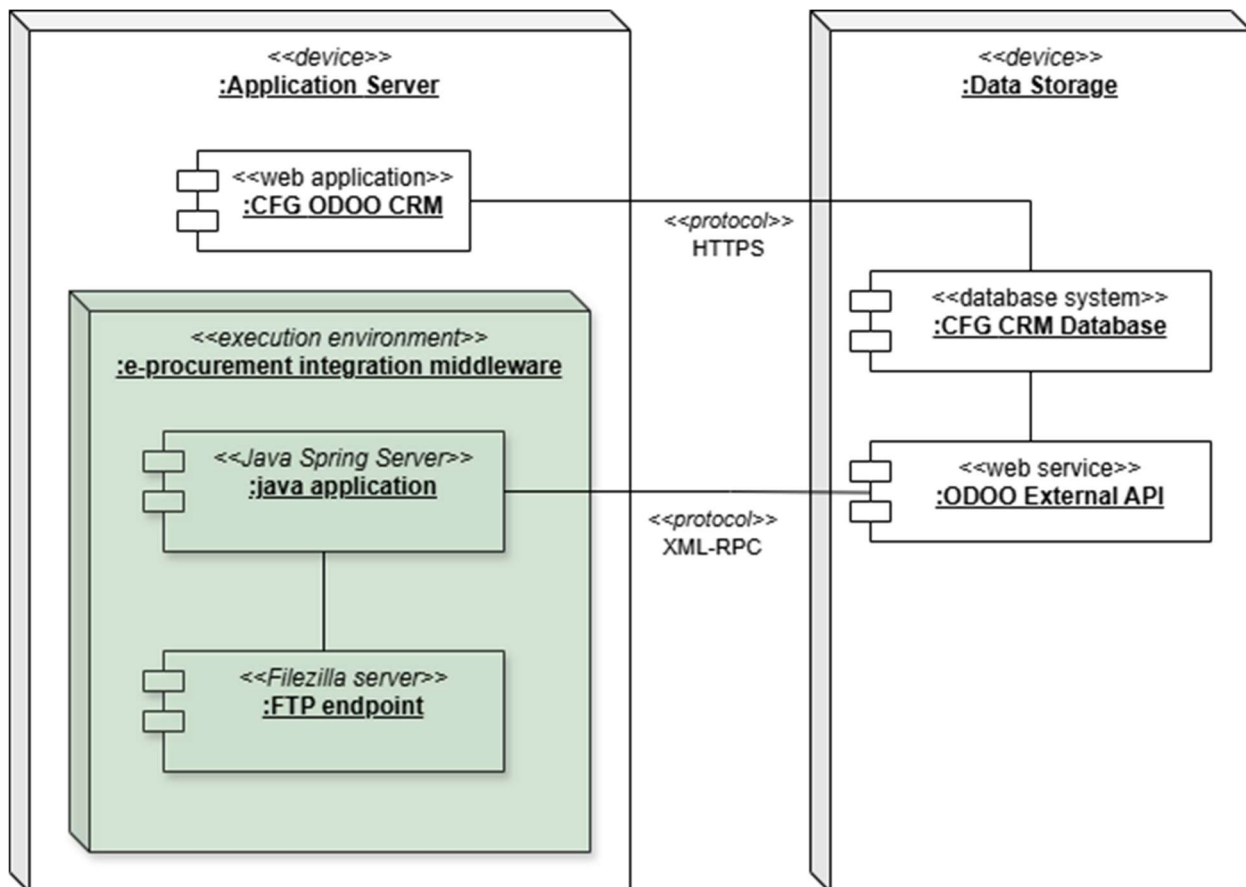 <<device>>
:Application Server
<<web application>>
:CFG ODOO CRM
<<execution environment>>
:e-procurement integration middleware
<<Java Spring Server>>
:java application
<<Filezilla server>>
:FTP endpoint
<<protocol>>
HTTPS
<<protocol>>
XML-RPC
<<device>>
:Data Storage
<<database system>>
:CFG CRM Database
<<web service>>
:ODOO External API